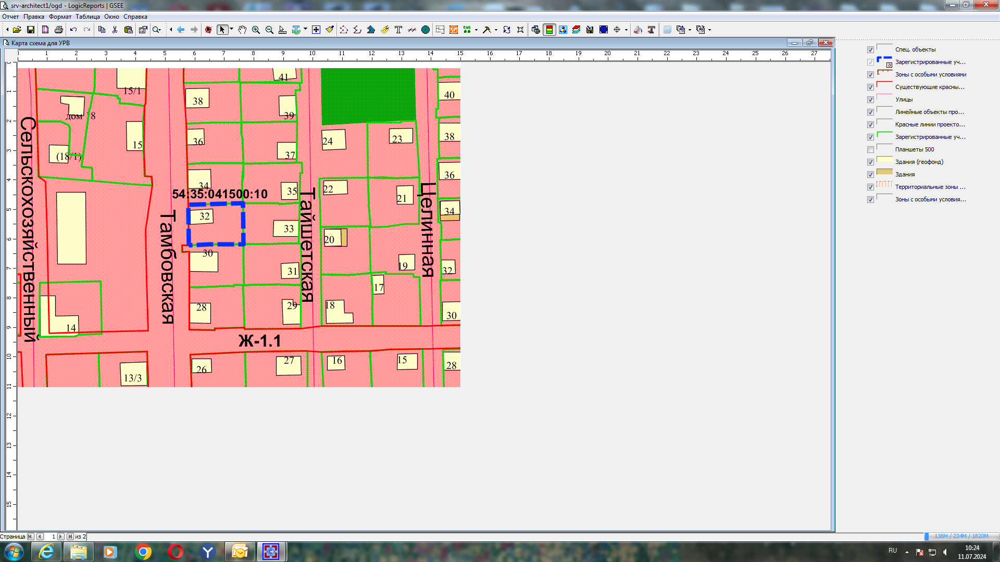 srv-architect1/ogd - LogicReports | GSEE
Отчет Правка Формат Таблица Окно Справка
Карта схема для УРВ
0 1 2 3 4 5 6 7 8 9 10 11 12 13 14 15 16 17 18 19 20 21 22 23 24 25 26 27
0
1
2
3
4
5
6
7
8
9
10
11
12
13
14
15
41
15/1
38
40
дом 18
39
15
36
24
23
38
(18/1)
37
36
34
35
22
21
54:35:041500:10
32
34
33
20
30
31
19
32
17
28
29
18
30
14
Сельскохозяйственный
Тамбовская
Тайшетская
Целинная
Ж-1.1
26
27
16
15
28
13/3
Спец. объекты
а
Зарегистрированные уч...
Зоны с особыми условиями
Существующие красны...
Улицы
Линейные объекты про...
Красные линии проекто...
Зарегистрированные уч...
Планшеты 500
Здания (геофонд)
Здания
Территориальные зоны ...
Зоны с особыми условия...
Страница 1 из 2
136M / 234M / 1820M
RU
10:24
11.07.2024